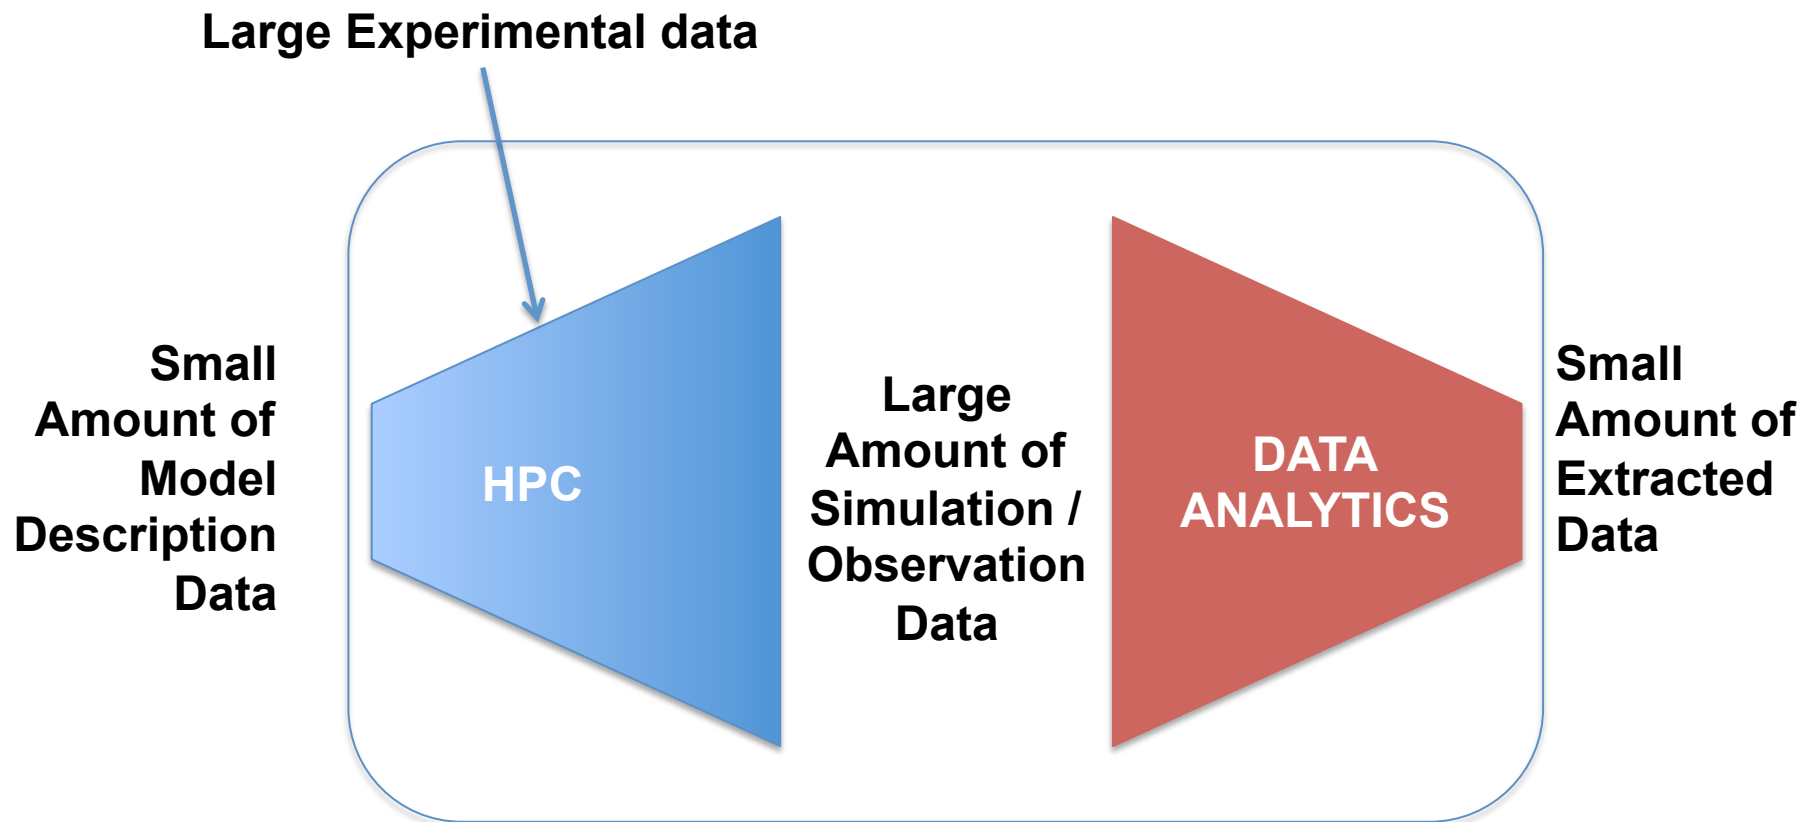 Large Experimental data
Small
Amount of
Model
Description
Data
HPC
Large
Amount of
Simulation /
Observation
Data
DATA
ANALYTICS
Small
Amount of
Extracted
Data